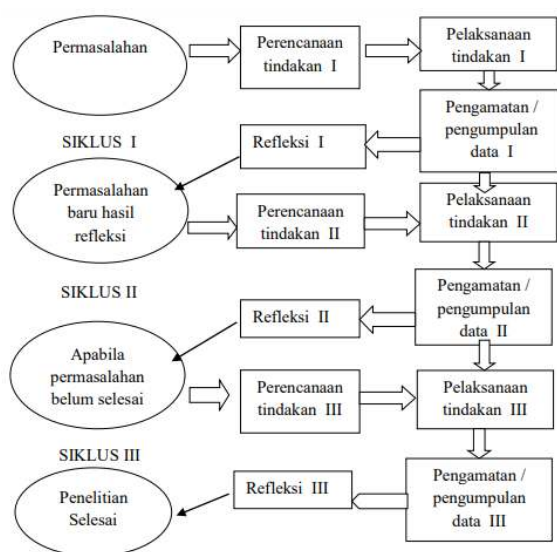 Permasalahan
Perencanaan
tindakan I
Pelaksanaan
tindakan I
Pengamatan /
pengumpulan
data I
Refleksi I
SIKLUS I
Permasalahan
baru hasil
refleksi
Perencanaan
tindakan II
Pelaksanaan
tindakan II
Pengamatan /
pengumpulan
data II
Refleksi II
SIKLUS II
Apabila
permasalahan
belum selesai
Perencanaan
tindakan III
Pelaksanaan
tindakan III
Pengamatan /
pengumpulan
data III
Refleksi III
SIKLUS III
Penelitian
Selesai